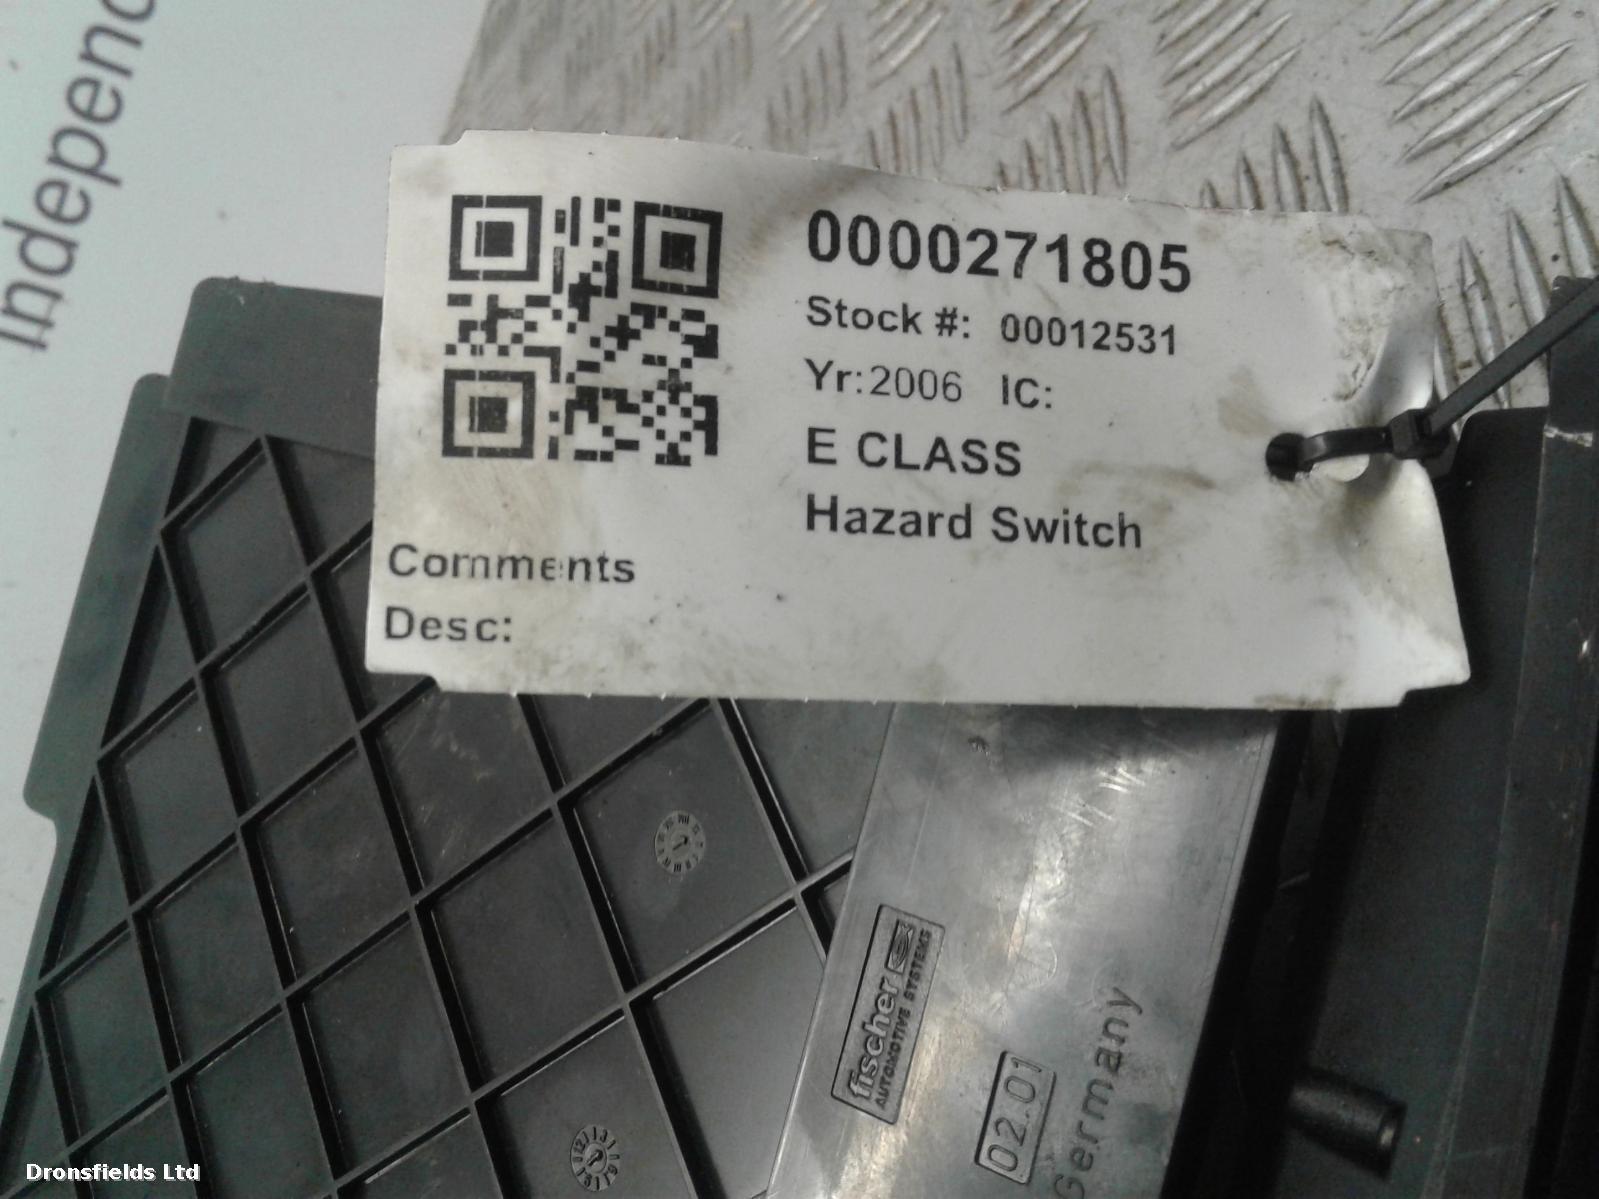 Independ
0000271805
Stock #: 00012531
Yr:2006 IC:
E CLASS
Hazard Switch
Comments
Desc:
fischer
AUTOMOTIVE SYSTEMS
02.01
Germany
Dronsfields Ltd